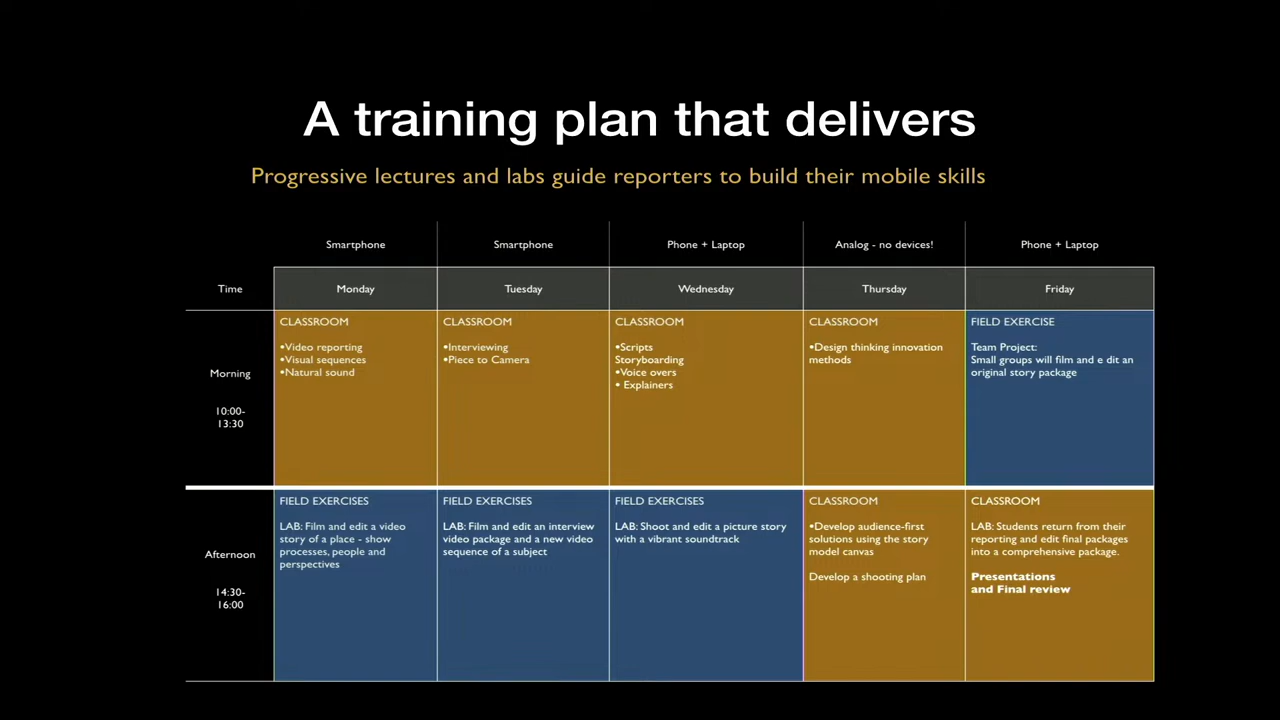 A training plan that delivers
Progressive lectures and labs guide reporters to build their mobile skills
Smartphone
Smartphone
Phone + Laptop
Analog - no devices!
Phone + Laptop
Time
Monday
Tuesday
Wednesday
Thursday
Friday
Morning
10:00-
13:30
CLASSROOM
•Video reporting
•Visual sequences
•Natural sound
CLASSROOM
•Interviewing
•Piece to Camera
CLASSROOM
•Scripts
Storyboarding
•Voice overs
• Explainers
CLASSROOM
•Design thinking innovation
methods
FIELD EXERCISE
Team Project:
Small groups will film and e dit an
original story package
Afternoon
14:30-
16:00
FIELD EXERCISES
LAB: Film and edit a video
story of a place - show
processes, people and
perspectives
FIELD EXERCISES
LAB: Film and edit an interview
video package and a new video
sequence of a subject
FIELD EXERCISES
LAB: Shoot and edit a picture story
with a vibrant soundtrack
CLASSROOM
•Develop audience-first
solutions using the story
model canvas
Develop a shooting plan
CLASSROOM
LAB: Students return from their
reporting and edit final packages
into a comprehensive package.
Presentations
and Final review